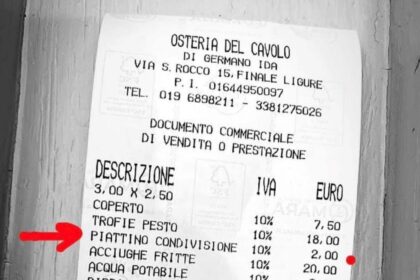 OSTERIA DEL CAVOLO
DI GERMANO IDA
VIA S. ROCCO 15, FINALE LIGURE
P. I. 01644950097
TEL. 019 6898211 - 3381275026
DOCUMENTO COMMERCIALE
DI VENDITA O PRESTAZIONE
DESCRIZIONE IVA EURO
3,00 X 2,50
COPERTO 10% 7,50
TROFIE PESTO 10% 18,00
PIATTINO CONDIVISIONE 10% 2,00
ACCIUGHE FRITTE 10% 20,00
ACQUA POTABILE 10%